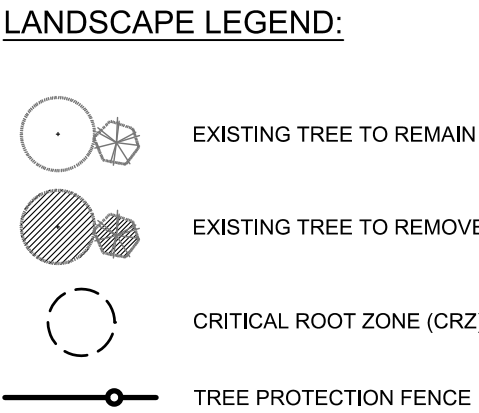 LANDSCAPE LEGEND:
EXISTING TREE TO REMAIN
EXISTING TREE TO REMOVE
CRITICAL ROOT ZONE (CRZ)
TREE PROTECTION FENCE